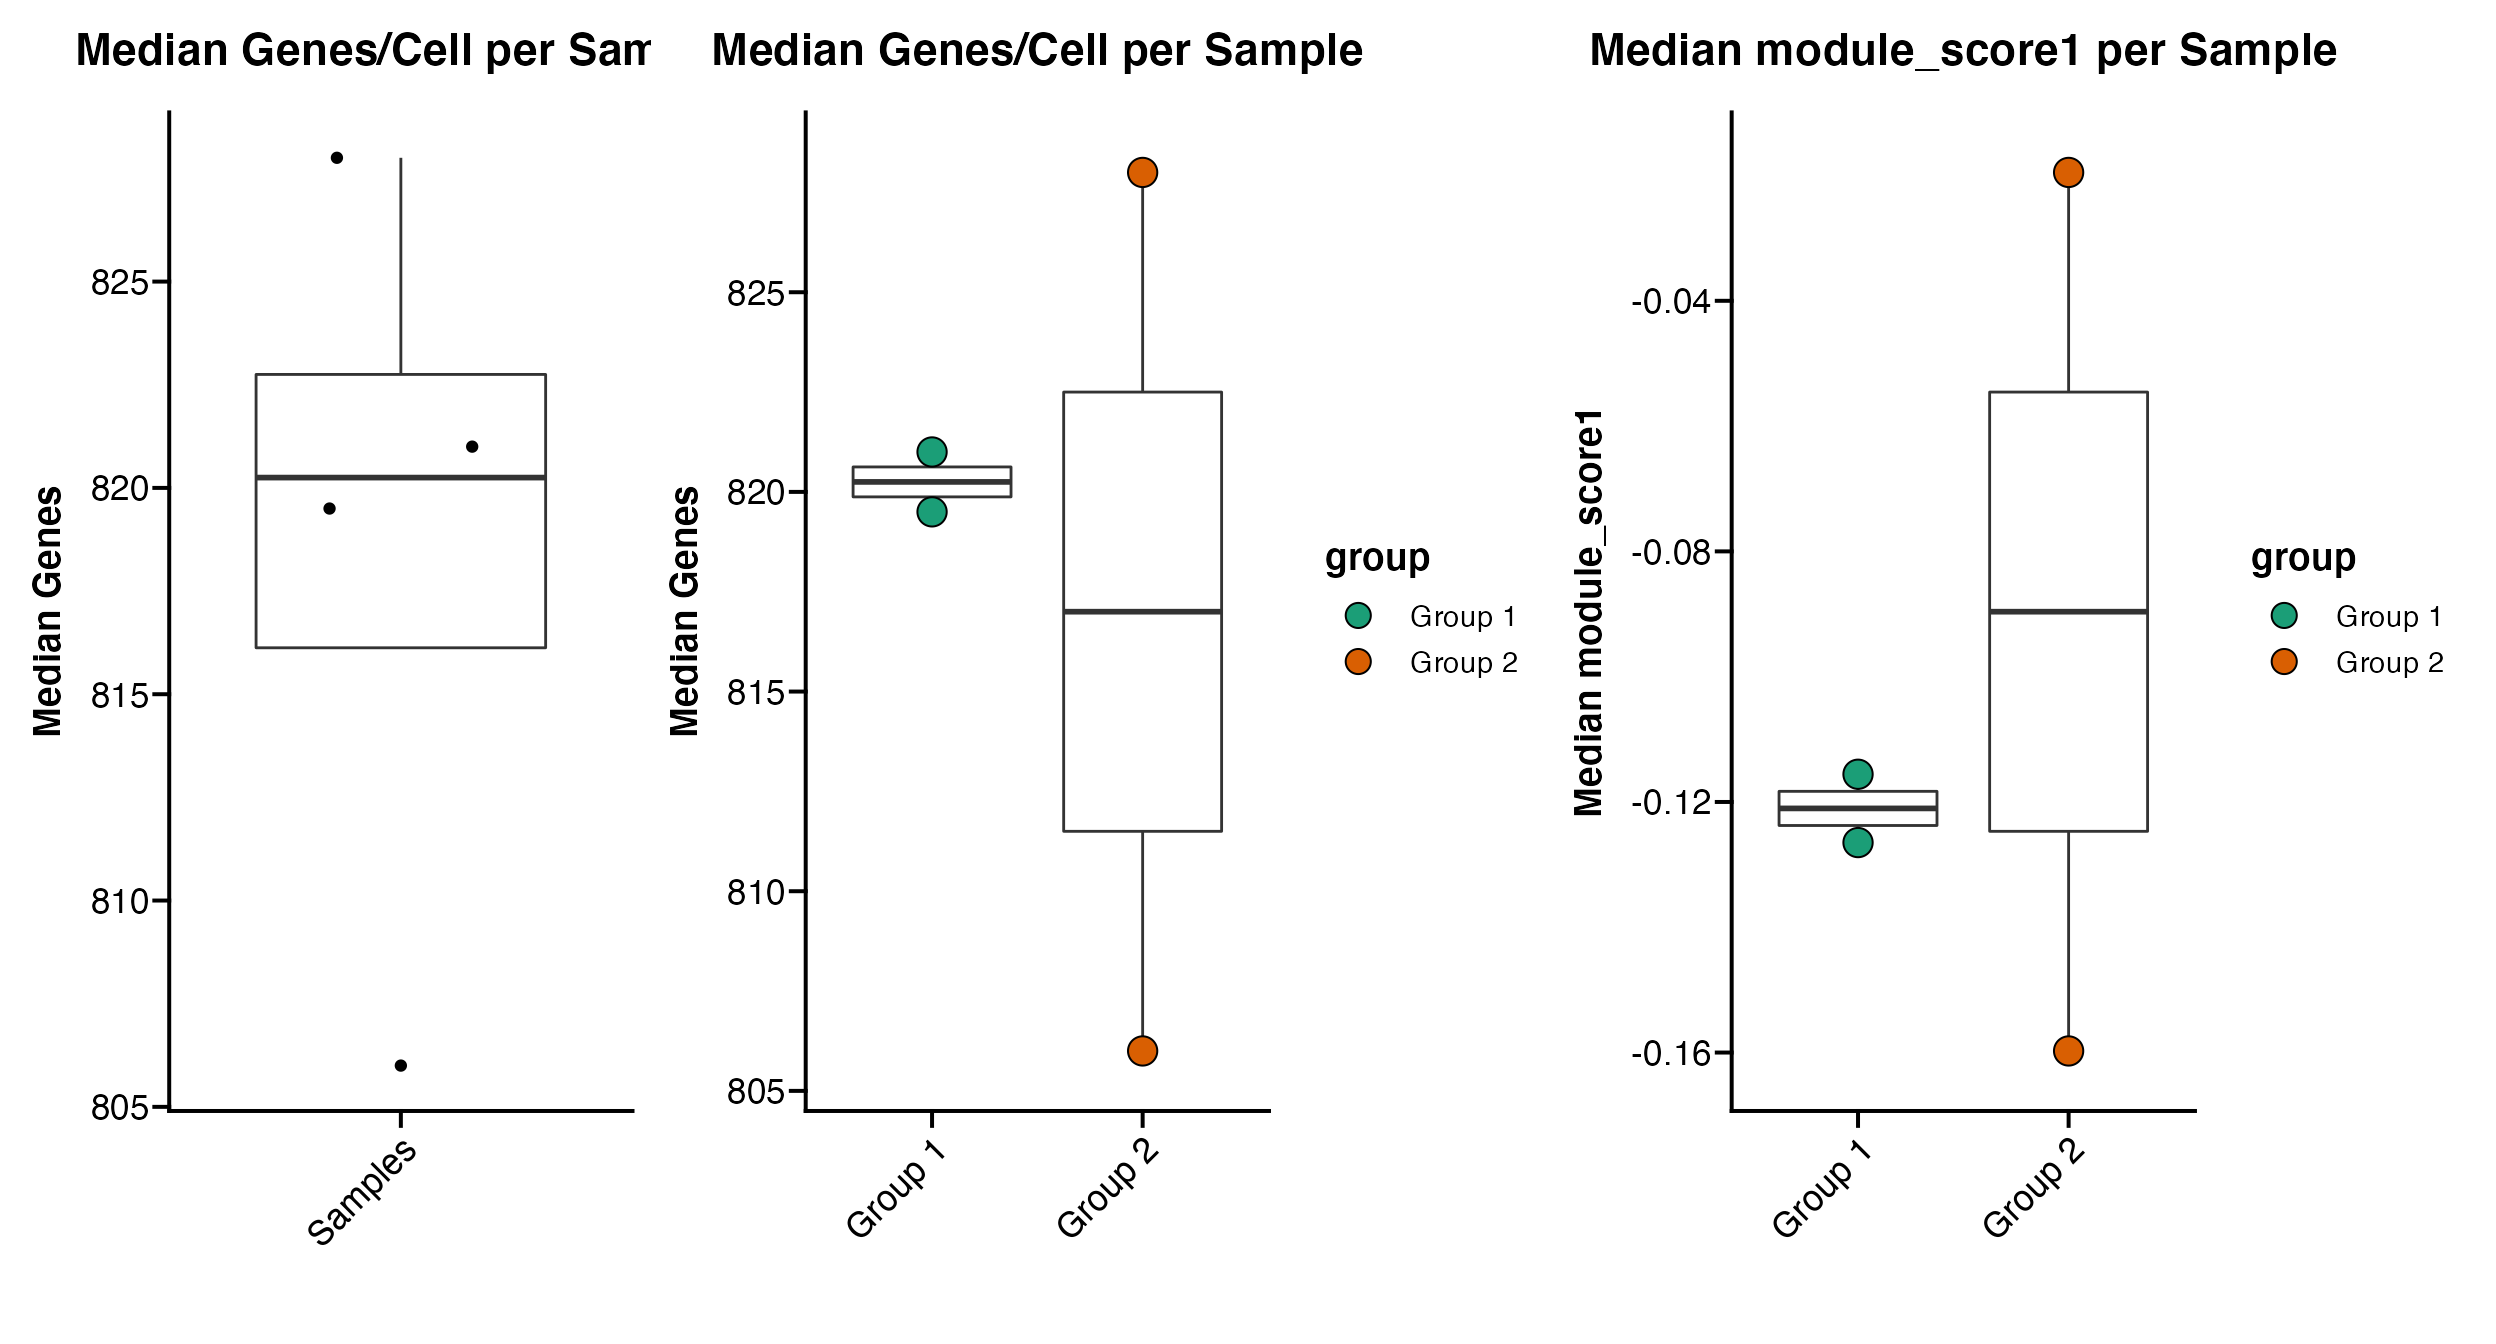 Median Genes/Cell per Sam
Median Genes
825
820
815
810
805
Samples
Median Genes/Cell per Sample
Median Genes
825
820
815
810
805
Group 1
Group 2
group
Group 1
Group 2
Median module_score1 per Sample
Median module_score1
-0.04
-0.08
-0.12
-0.16
Group 1
Group 2
group
Group 1
Group 2